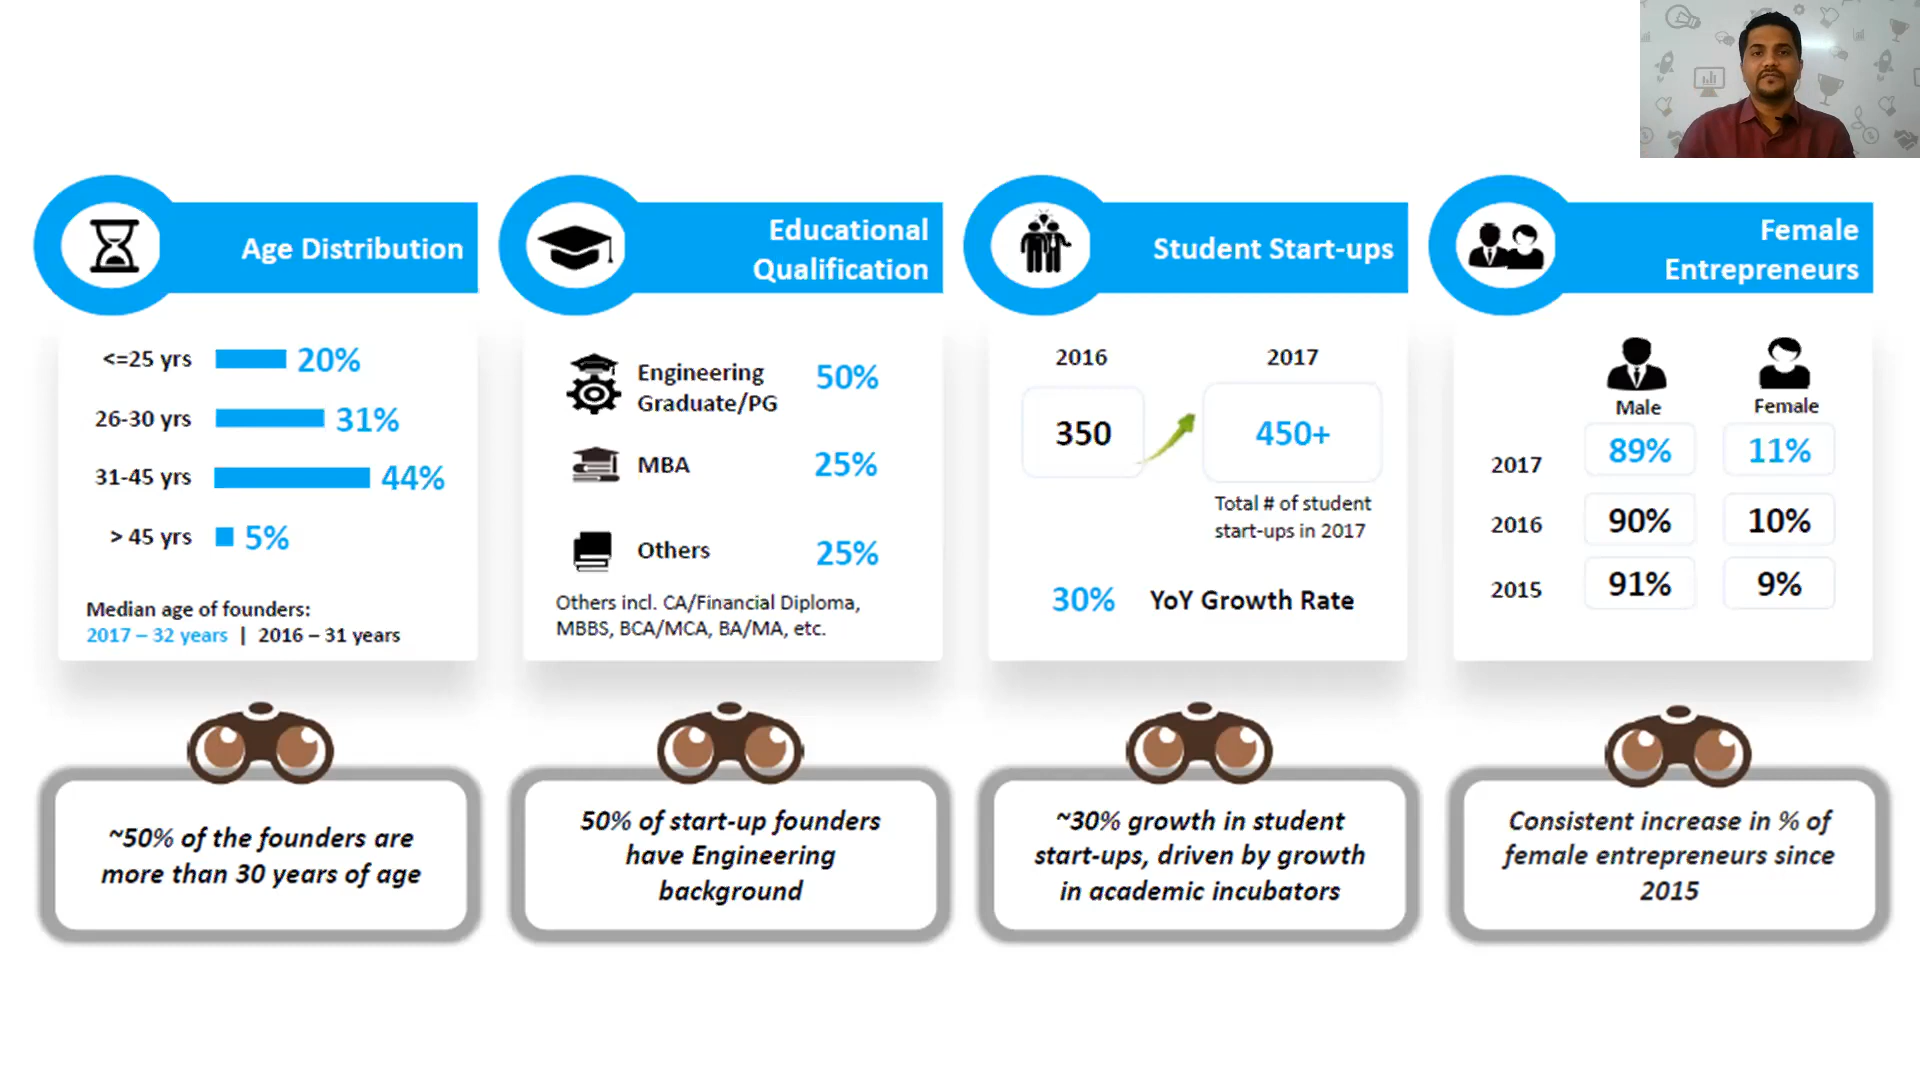 Age Distribution
<=25 yrs 20%
26-30 yrs 31%
31-45 yrs 44%
> 45 yrs 5%
Median age of founders:
2017 – 32 years | 2016 – 31 years
~50% of the founders are
more than 30 years of age
Educational
Qualification
Engineering
Graduate/PG 50%
MBA 25%
Others 25%
Others incl. CA/Financial Diploma,
MBBS, BCA/MCA, BA/MA, etc.
50% of start-up founders
have Engineering
background
Student Start-ups
2016 2017
350 450+
Total # of student
start-ups in 2017
30% YoY Growth Rate
~30% growth in student
start-ups, driven by growth
in academic incubators
Female
Entrepreneurs
Male Female
2017 89% 11%
2016 90% 10%
2015 91% 9%
Consistent increase in % of
female entrepreneurs since
2015